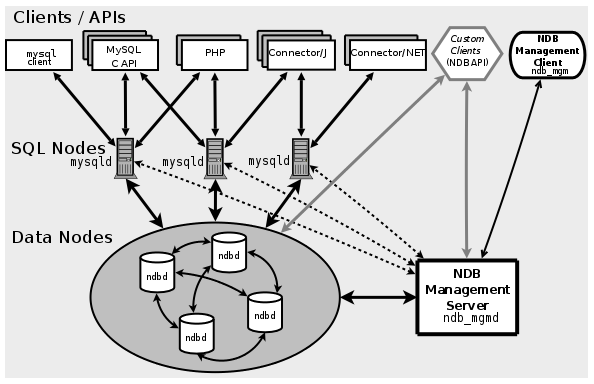 Clients / APIs
mysql
client
MySQL
C API
PHP
Connector/J
Connector/NET
Custom
Clients
(NDBAPI)
NDB
Management
Client
ndb_mgm
SQL Nodes
mysqld
mysqld
mysqld
Data Nodes
ndbd
ndbd
ndbd
ndbd
NDB
Management
Server
ndb_mgmd